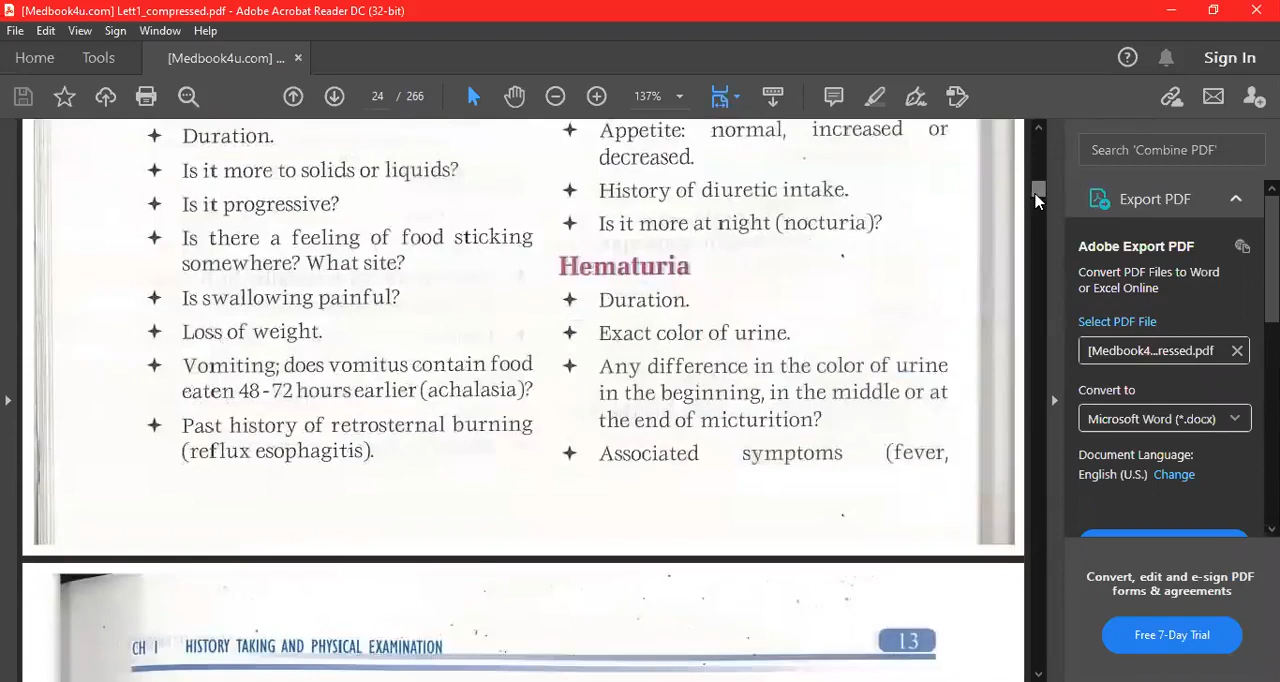 [Medbook4u.com] Lett1_compressed.pdf - Adobe Acrobat Reader DC (32-bit)
File Edit View Sign Window Help
Home Tools [Medbook4u.com] ... × Sign In
24 / 266 137%
Duration.
Is it more to solids or liquids?
Is it progressive?
Is there a feeling of food sticking
somewhere? What site?
Is swallowing painful?
Loss of weight.
Vomiting; does vomitus contain food
eaten 48-72 hours earlier (achalasia)?
Past history of retrosternal burning
(reflux esophagitis).
Appetite: normal, increased or
decreased.
History of diuretic intake.
Is it more at night (nocturia)?
Hematuria
Duration.
Exact color of urine.
Any difference in the color of urine
in the beginning, in the middle or at
the end of micturition?
Associated symptoms (fever,
CH 1 HISTORY TAKING AND PHYSICAL EXAMINATION 13
Search 'Combine PDF'
Export PDF
Adobe Export PDF
Convert PDF Files to Word
or Excel Online
Select PDF File
[Medbook4...ressed.pdf
Convert to
Microsoft Word (*.docx)
Document Language:
English (U.S.) Change
Convert, edit and e-sign PDF
forms & agreements
Free 7-Day Trial